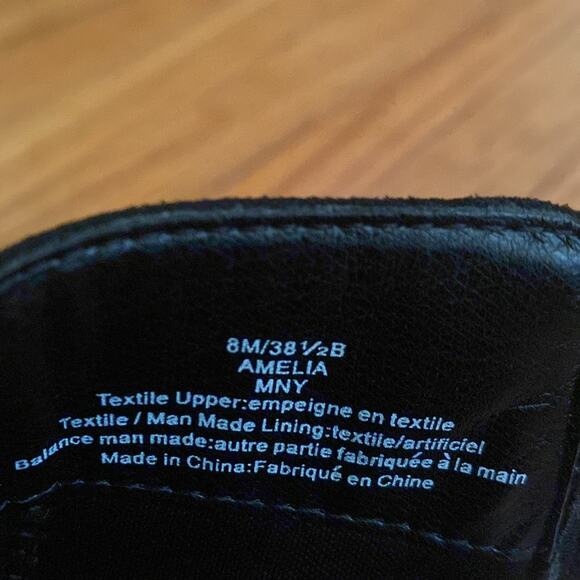 8M/38½B
AMELIA
MNY
Textile Upper:empeigne en textile
Textile / Man Made Lining:textile/artificiel
Balance man made:autre partie fabriquée à la main
Made in China:Fabriqué en Chine